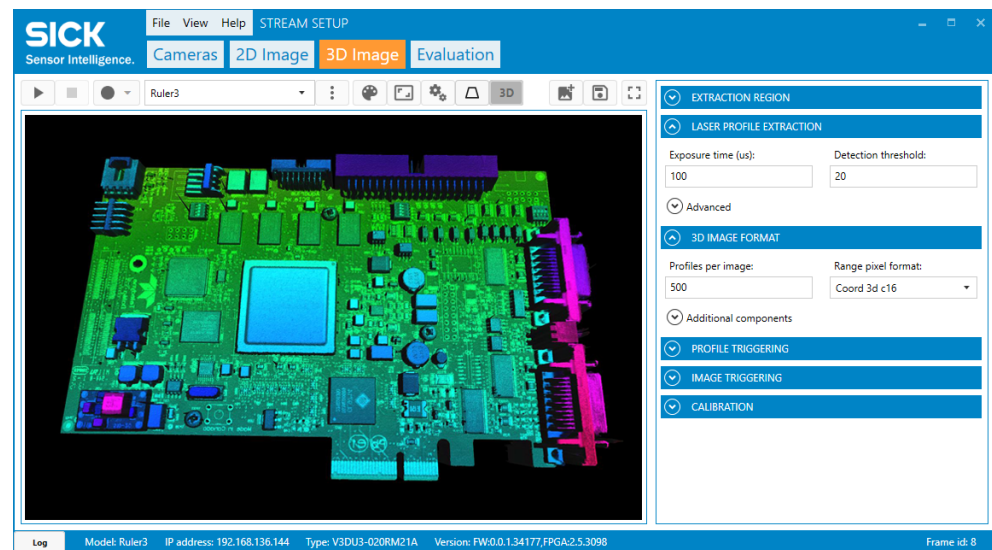 SICK
Sensor Intelligence.
File View Help STREAM SETUP
Cameras 2D Image 3D Image Evaluation
Ruler3
3D
EXTRACTION REGION
LASER PROFILE EXTRACTION
Exposure time (us): Detection threshold:
100 20
Advanced
3D IMAGE FORMAT
Profiles per image: Range pixel format:
500 Coord 3d c16
Additional components
PROFILE TRIGGERING
IMAGE TRIGGERING
CALIBRATION
Log Model: Ruler3 IP address: 192.168.136.144 Type: V3DU3-020RM21A Version: FW:0.0.1.34177,FPGA:2.5.3098 Frame id: 8